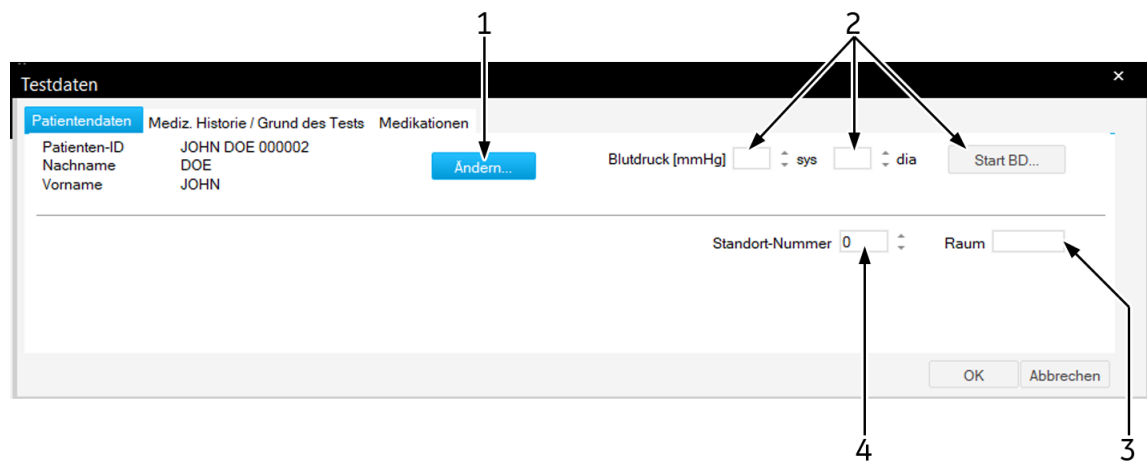 1
2
Testdaten
Patientendaten Mediz. Historie / Grund des Tests Medikationen
Patienten-ID JOHN DOE 000002
Nachname DOE
Vorname JOHN
Ändern...
Blutdruck [mmHg] sys dia Start BD...
Standort-Nummer 0 Raum
OK Abbrechen
4
3